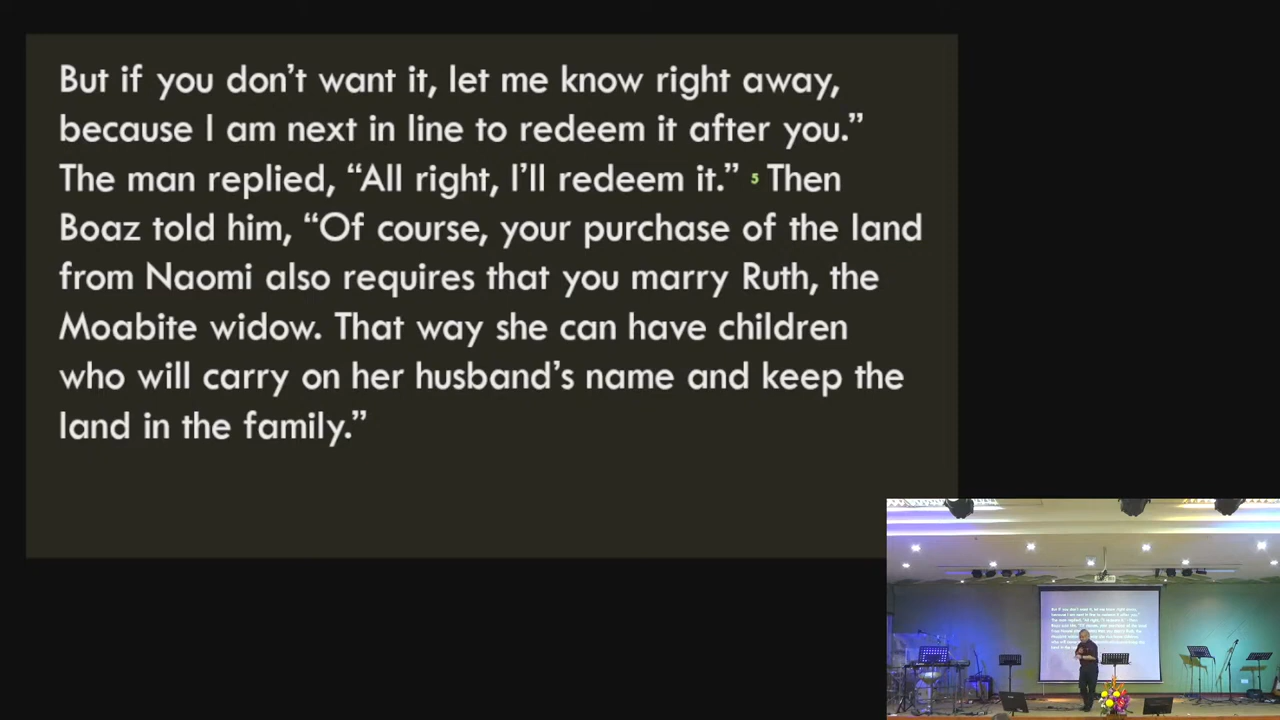 But if you don’t want it, let me know right away,
because I am next in line to redeem it after you.”
The man replied, “All right, I’ll redeem it.” 5 Then
Boaz told him, “Of course, your purchase of the land
from Naomi also requires that you marry Ruth, the
Moabite widow. That way she can have children
who will carry on her husband’s name and keep the
land in the family.”